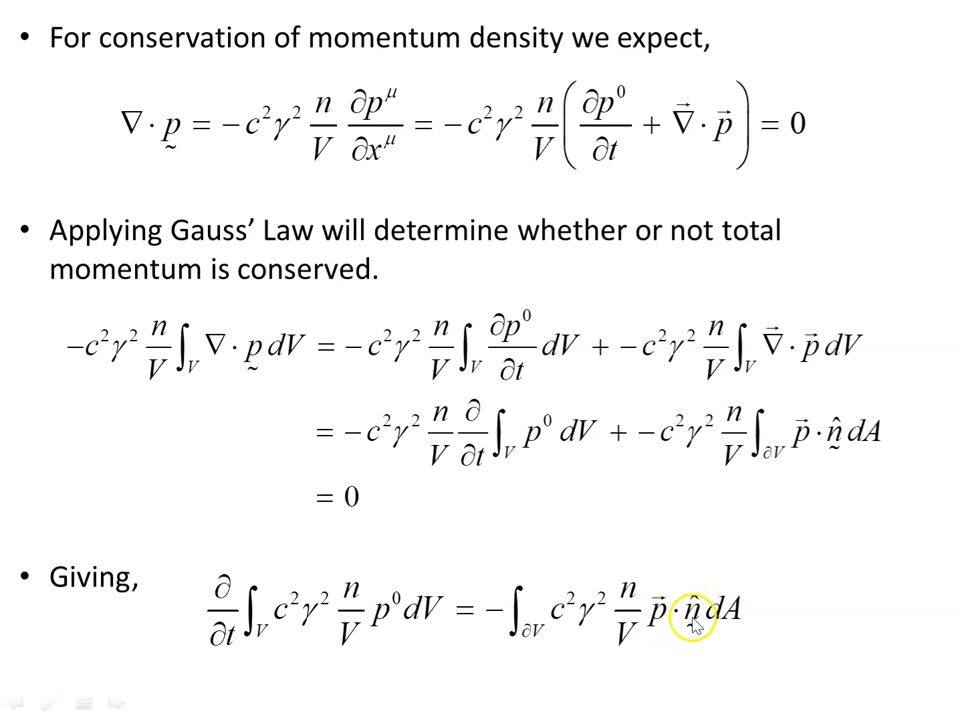 • For conservation of momentum density we expect,
∇ · p̰ = −c²γ² n/V ∂p^μ/∂x^μ = −c²γ² n/V (∂p⁰/∂t + ∇⃗ · p⃗) = 0
• Applying Gauss' Law will determine whether or not total
momentum is conserved.
−c²γ² n/V ∫_V ∇ · p̰ dV = −c²γ² n/V ∫_V ∂p⁰/∂t dV + −c²γ² n/V ∫_V ∇⃗ · p⃗ dV
= −c²γ² n/V ∂/∂t ∫_V p⁰ dV + −c²γ² n/V ∫_∂V p⃗ · n̰̂ dA
= 0
• Giving,
∂/∂t ∫_V c²γ² n/V p⁰ dV = −∫_∂V c²γ² n/V p⃗ · n̰̂ dA